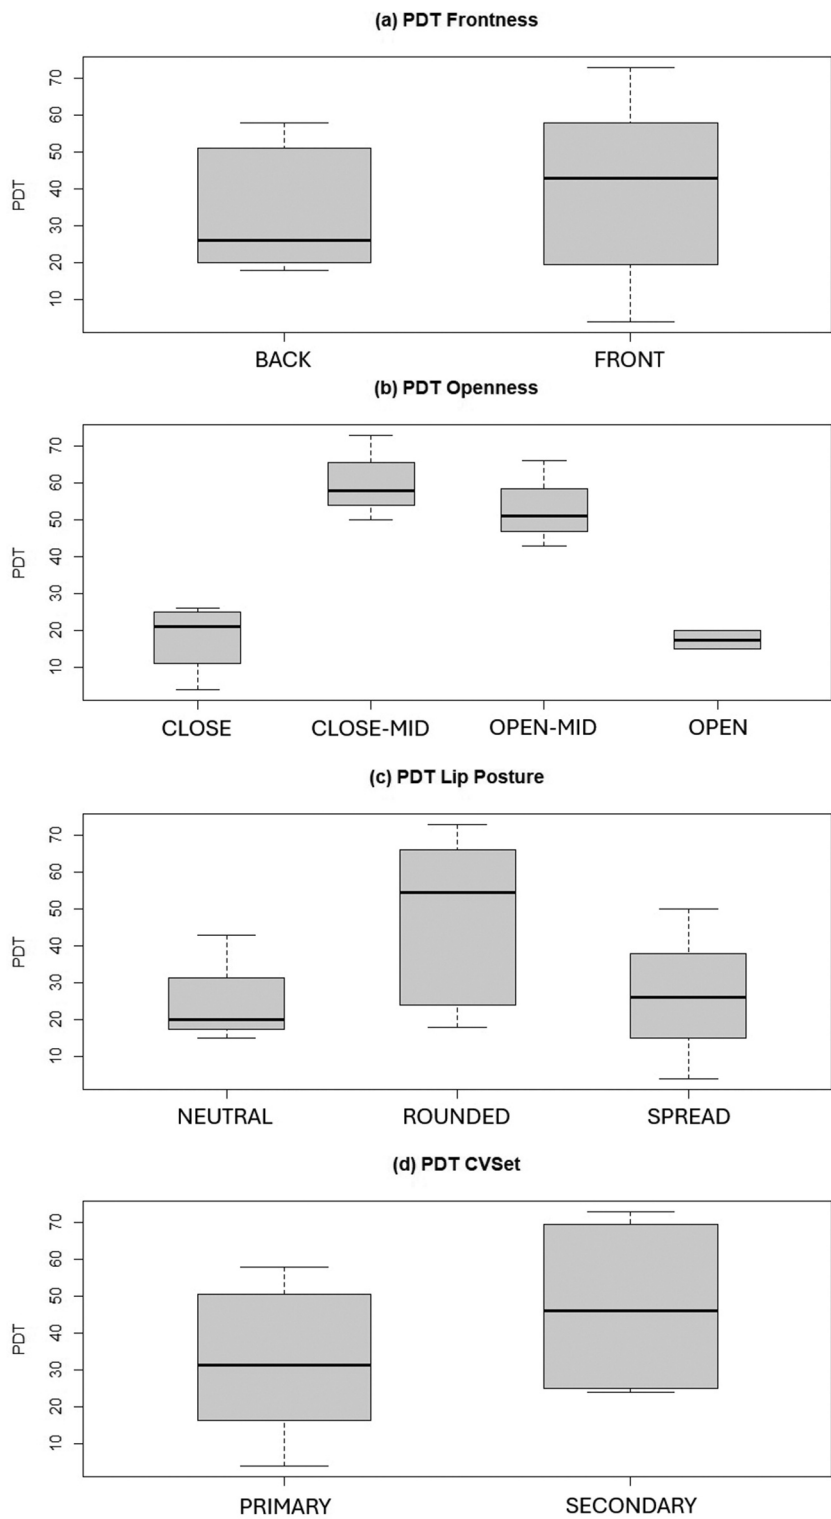 (a) PDT Frontness
70
60
50
40
30
20
10
PDT
BACK FRONT
(b) PDT Openness
70
60
50
40
30
20
10
PDT
CLOSE CLOSE-MID OPEN-MID OPEN
(c) PDT Lip Posture
70
60
50
40
30
20
10
PDT
NEUTRAL ROUNDED SPREAD
(d) PDT CVSet
70
60
50
40
30
20
10
PDT
PRIMARY SECONDARY